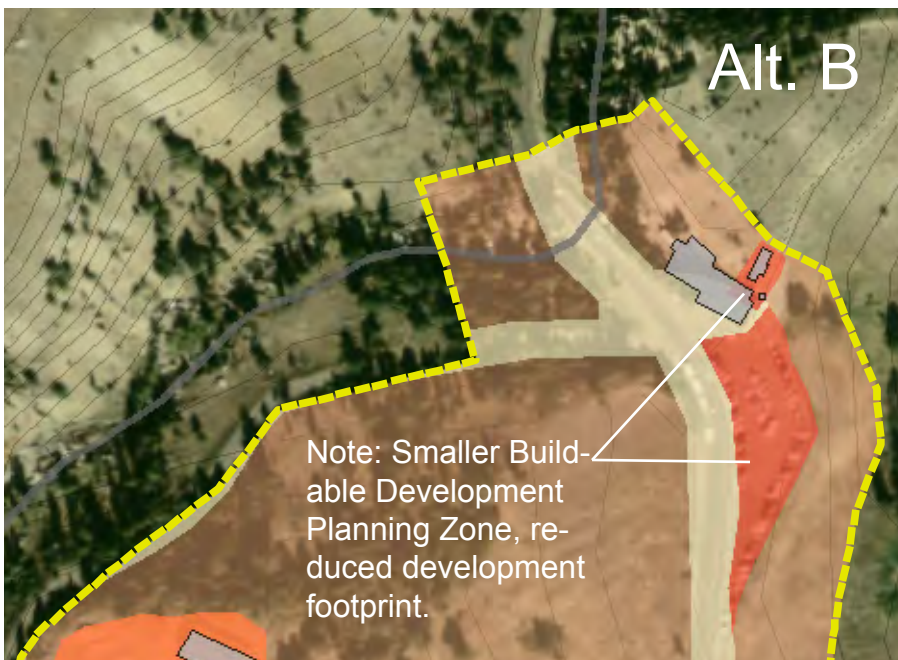 Alt. B
Note: Smaller Build-
able Development
Planning Zone, re-
duced development
footprint.